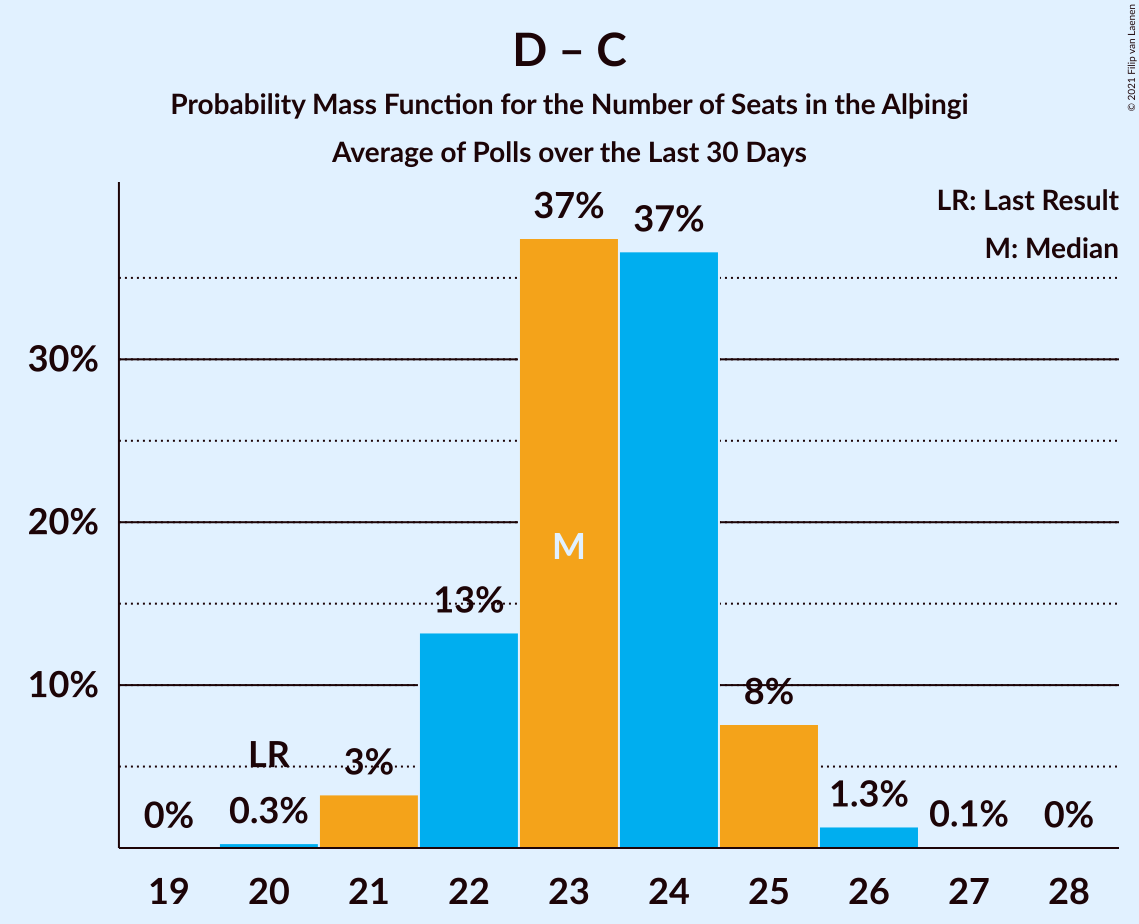 D – C
Probability Mass Function for the Number of Seats in the Alþingi
Average of Polls over the Last 30 Days
© 2021 Filip van Laenen
LR: Last Result
M: Median
37%
37%
30%
20%
M
13%
10%
8%
LR
3%
0%
0.3%
1.3%
0.1%
0%
19 20 21 22 23 24 25 26 27 28